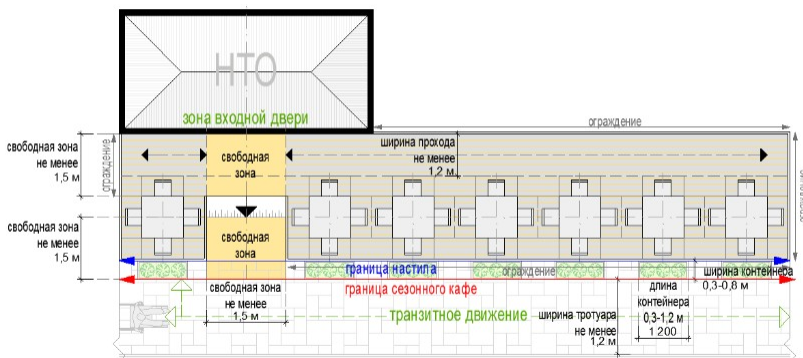 НТО
зона входной двери
ограждение
свободная зона
не менее
1,5 м
ограждение
свободная
зона
ширина прохода
не менее
1,2 м
ограждение
свободная зона
не менее
1,5 м
свободная
зона
граница настила
ограждение
ширина контейнера
0,3-0,8 м
свободная зона
не менее
1,5 м
граница сезонного кафе
длина
контейнера
0,3-1,2 м
1 200
транзитное движение
ширина тротуара
не менее
1,2 м